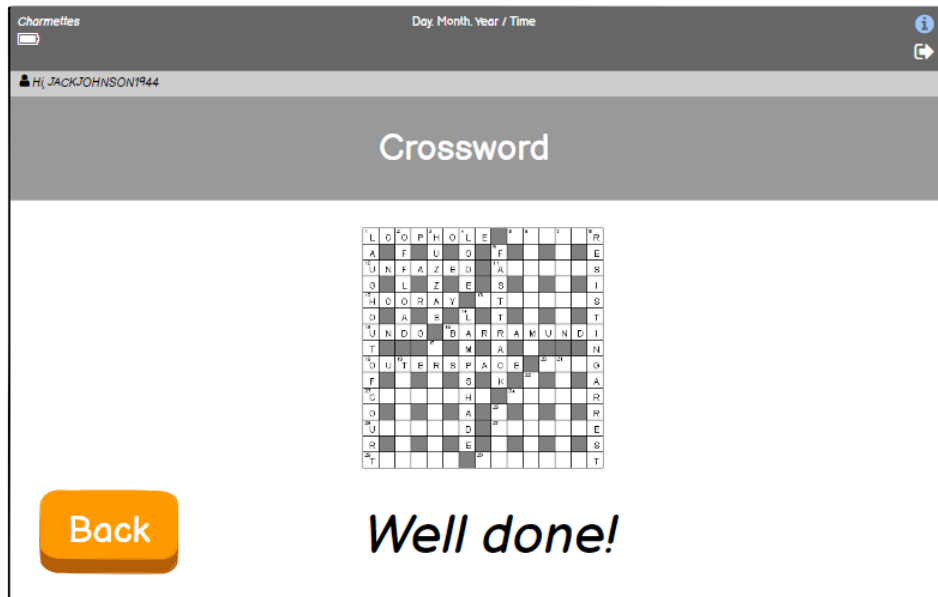 Charmettes
Day. Month. Year / Time
Hi, JACKJOHNSON1944
Crossword
L O O P H O L E R
A F U O F E
U N F A Z E D A S
G L Z E S I
H O O R A Y T S
O A S L T T
U N D O B A R R A M U N D I
T M A N
O U T E R S P A C E G
F S K A
C H R
O A R
U D E
R E S
T T
Back
Well done!